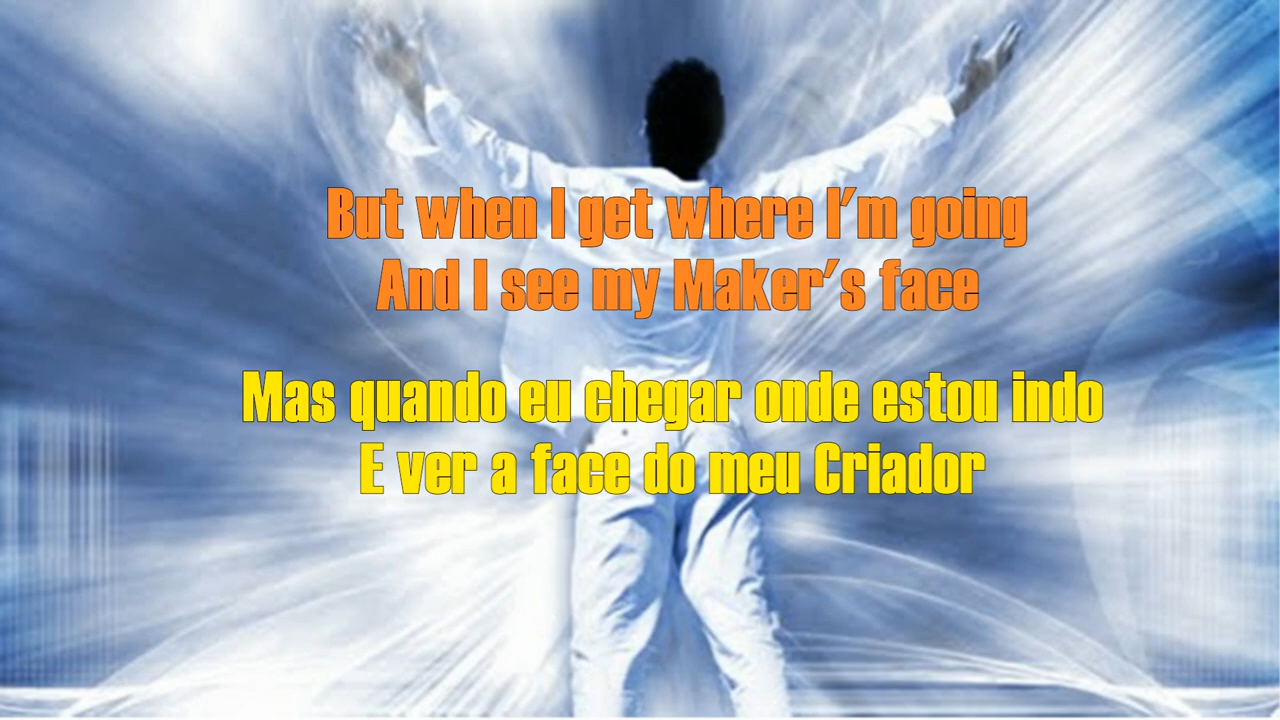 But when I get where I'm going
And I see my Maker's face
Mas quando eu chegar onde estou indo
E ver a face do meu Criador